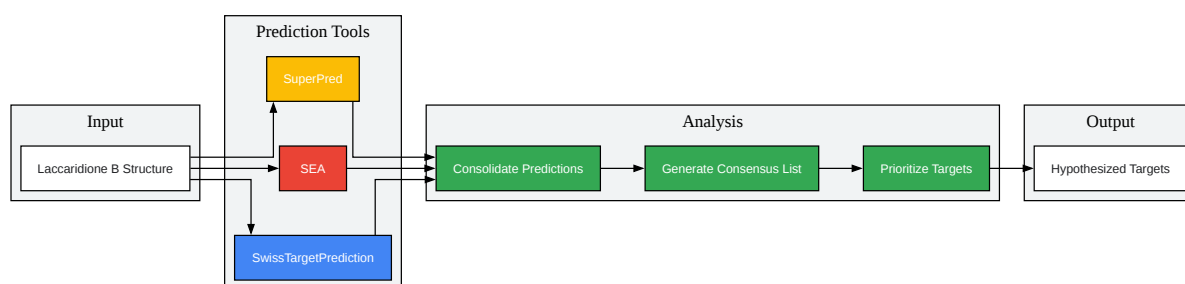 Prediction Tools
SuperPred
Input
Analysis
Output
Laccaridione B Structure
SEA
Consolidate Predictions
Generate Consensus List
Prioritize Targets
Hypothesized Targets
SwissTargetPrediction